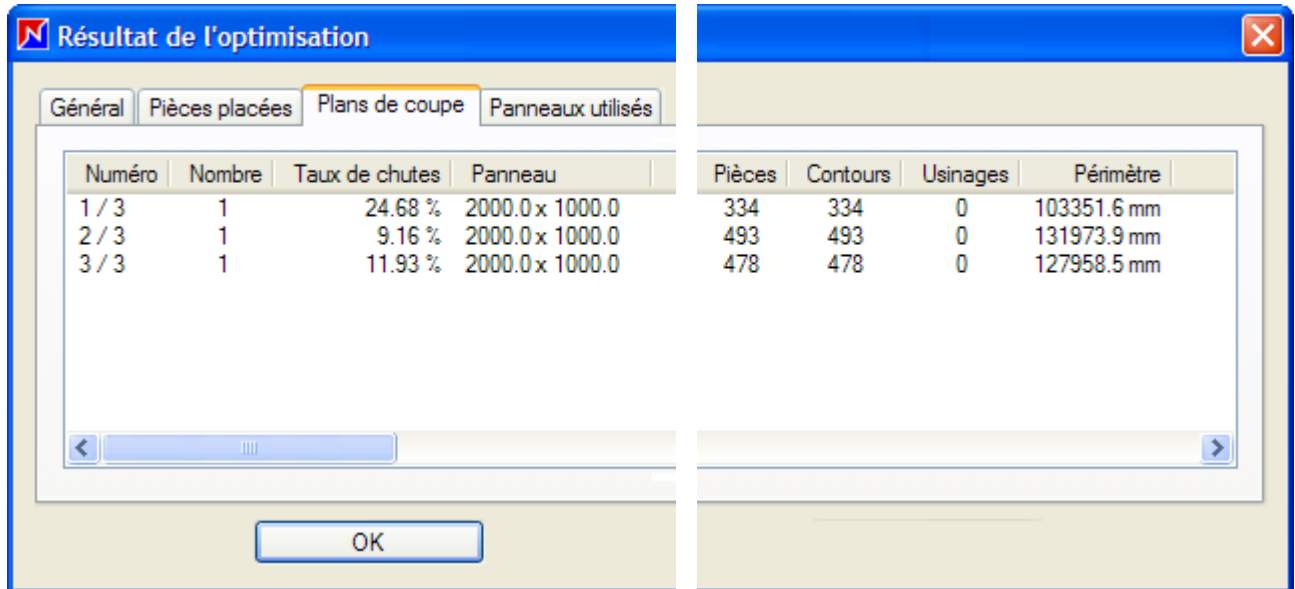 Résultat de l'optimisation
Général Pièces placées Plans de coupe Panneaux utilisés
Numéro Nombre Taux de chutes Panneau Pièces Contours Usinages Périmètre
1 / 3 1 24.68 % 2000.0 x 1000.0 334 334 0 103351.6 mm
2 / 3 1 9.16 % 2000.0 x 1000.0 493 493 0 131973.9 mm
3 / 3 1 11.93 % 2000.0 x 1000.0 478 478 0 127958.5 mm
OK